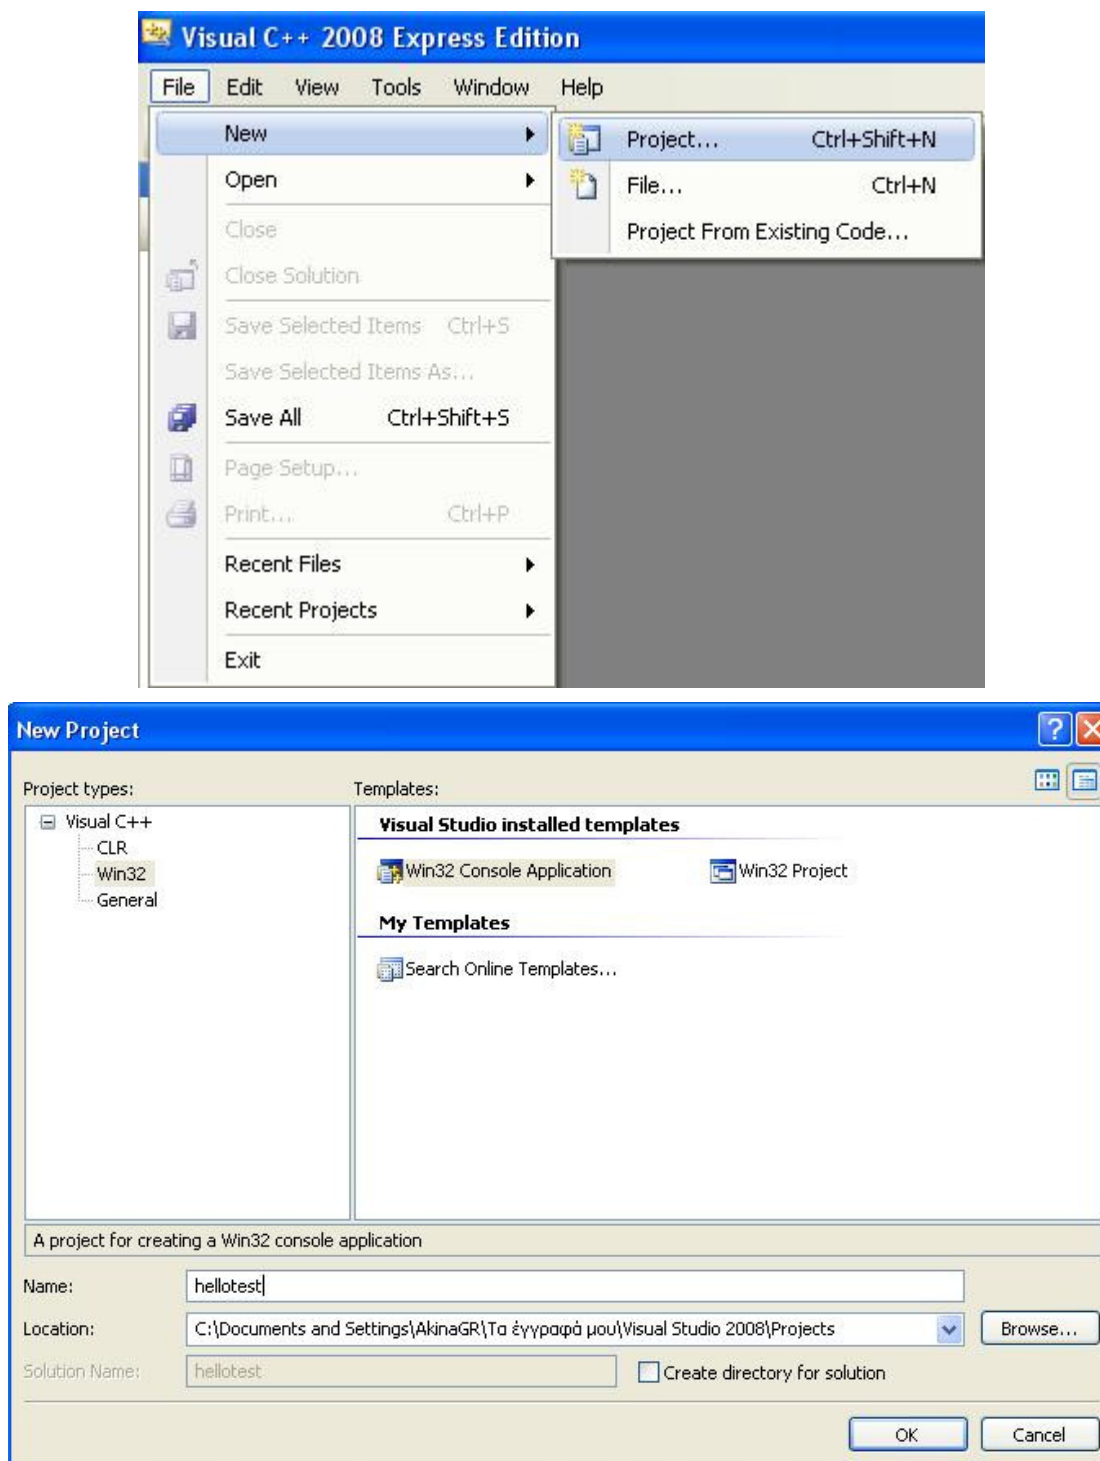 Visual C++ 2008 Express Edition
File Edit View Tools Window Help
New
Project... Ctrl+Shift+N
Open
File... Ctrl+N
Close
Project From Existing Code...
Close Solution
Save Selected Items Ctrl+S
Save Selected Items As...
Save All Ctrl+Shift+S
Page Setup...
Print... Ctrl+P
Recent Files
Recent Projects
Exit
New Project
Project types:
Templates:
Visual C++
CLR
Win32
General
Visual Studio installed templates
Win32 Console Application Win32 Project
My Templates
Search Online Templates...
A project for creating a Win32 console application
Name: hellotest
Location: C:\Documents and Settings\AkinaGR\Τα έγγραφά μου\Visual Studio 2008\Projects Browse...
Solution Name: hellotest Create directory for solution
OK Cancel